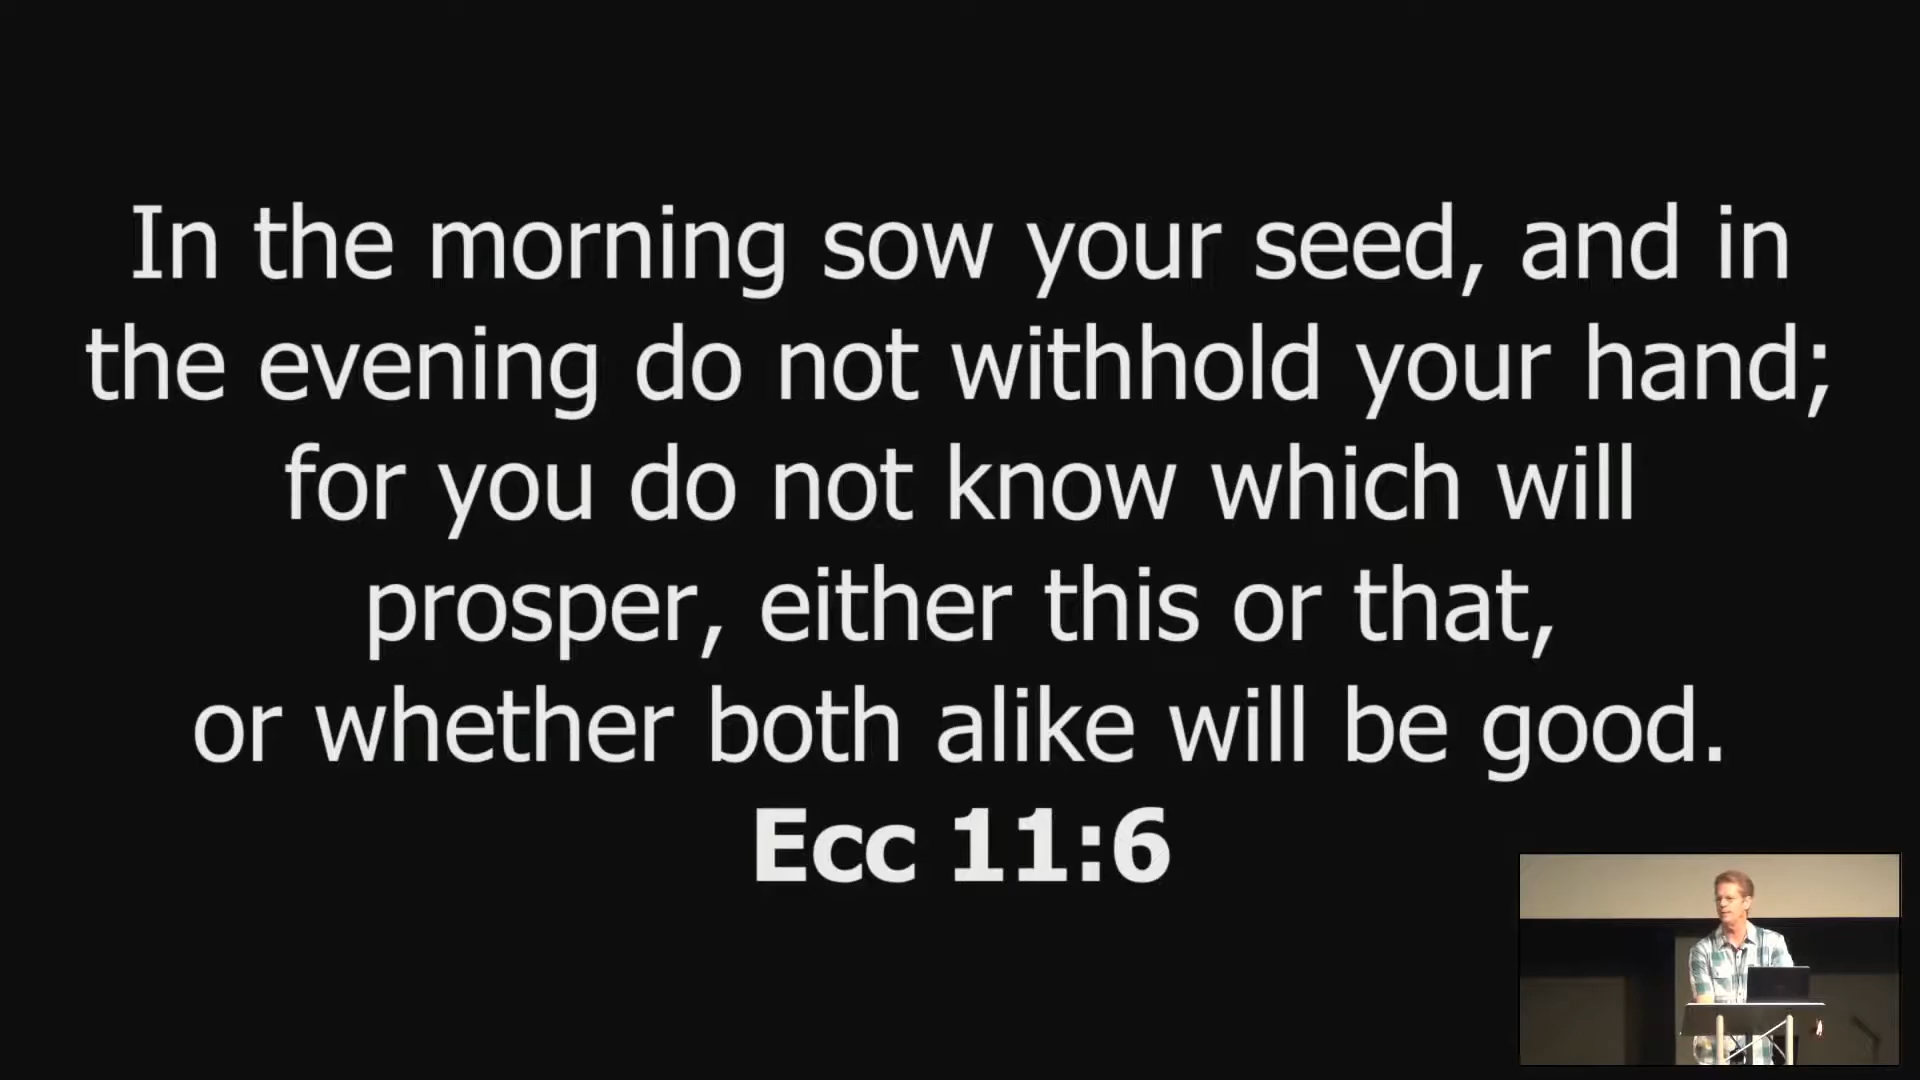 In the morning sow your seed, and in
the evening do not withhold your hand;
for you do not know which will
prosper, either this or that,
or whether both alike will be good.
Ecc 11:6